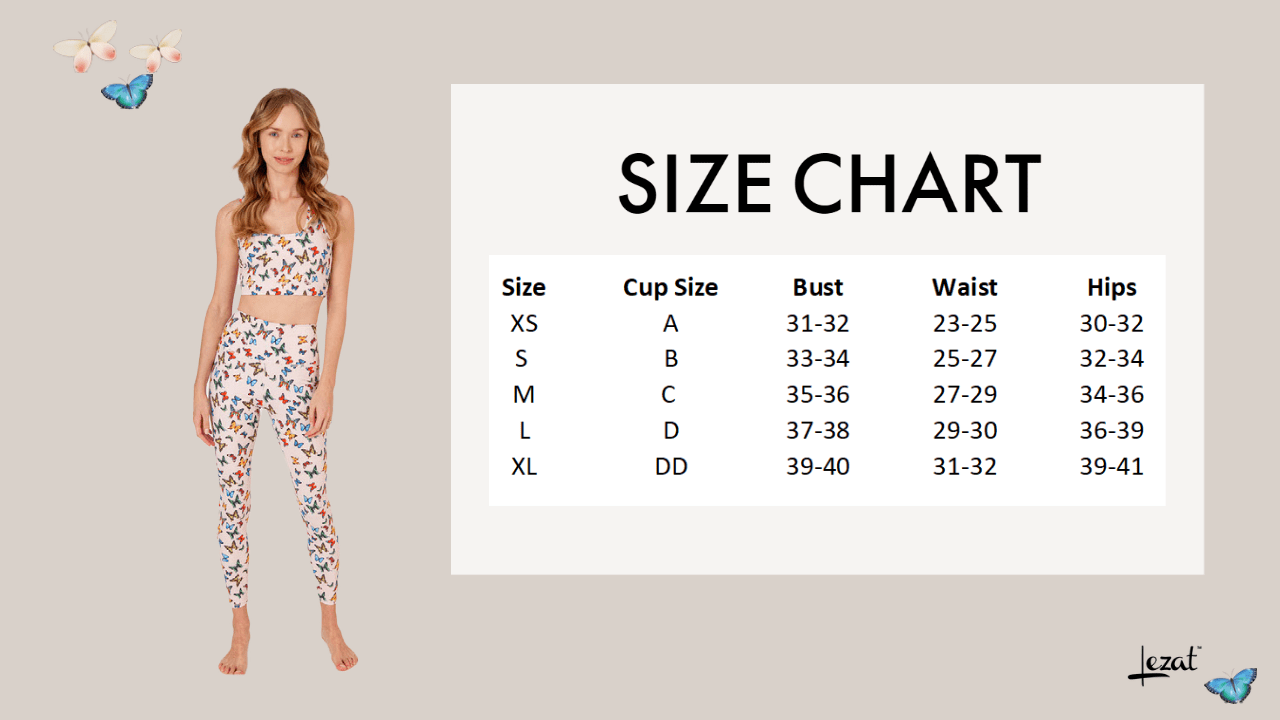 SIZE CHART
Size Cup Size Bust Waist Hips
XS A 31-32 23-25 30-32
S B 33-34 25-27 32-34
M C 35-36 27-29 34-36
L D 37-38 29-30 36-39
XL DD 39-40 31-32 39-41
Lezat™